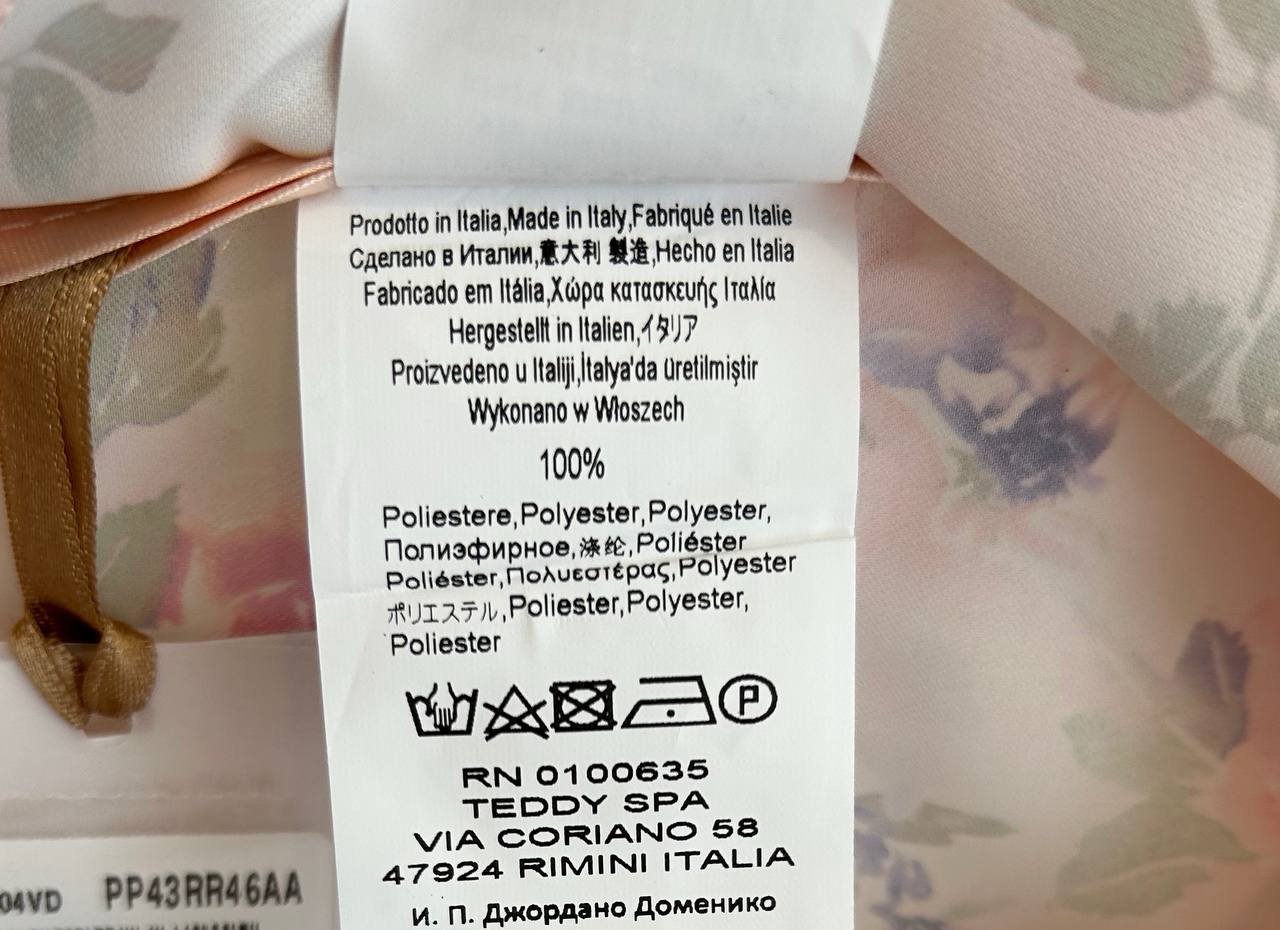 Prodotto in Italia,Made in Italy,Fabriqué en Italie
Сделано в Италии,意大利 製造,Hecho en Italia
Fabricado em Itália,Χώρα κατασκευής Ιταλία
Hergestellt in Italien,イタリア
Proizvedeno u Italiji,İtalya'da üretilmiştir
Wykonano w Włoszech
100%
Poliestere,Polyester,Polyester,
Полиэфирное,涤纶,Poliéster
Poliéster,Πολυεστέρας,Polyester
ポリエステル,Poliester,Polyester,
Poliester
P
RN 0100635
TEDDY SPA
VIA CORIANO 58
47924 RIMINI ITALIA
И. П. Джордано Доменико
04VD PP43RR46AA